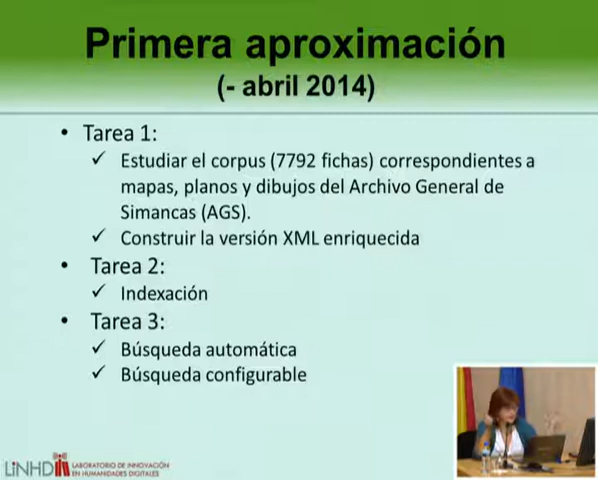 Primera aproximación
(- abril 2014)
• Tarea 1:
✓ Estudiar el corpus (7792 fichas) correspondientes a
mapas, planos y dibujos del Archivo General de
Simancas (AGS).
✓ Construir la versión XML enriquecida
• Tarea 2:
✓ Indexación
• Tarea 3:
✓ Búsqueda automática
✓ Búsqueda configurable
LINHD
LABORATORIO DE INNOVACIÓN
EN HUMANIDADES DIGITALES